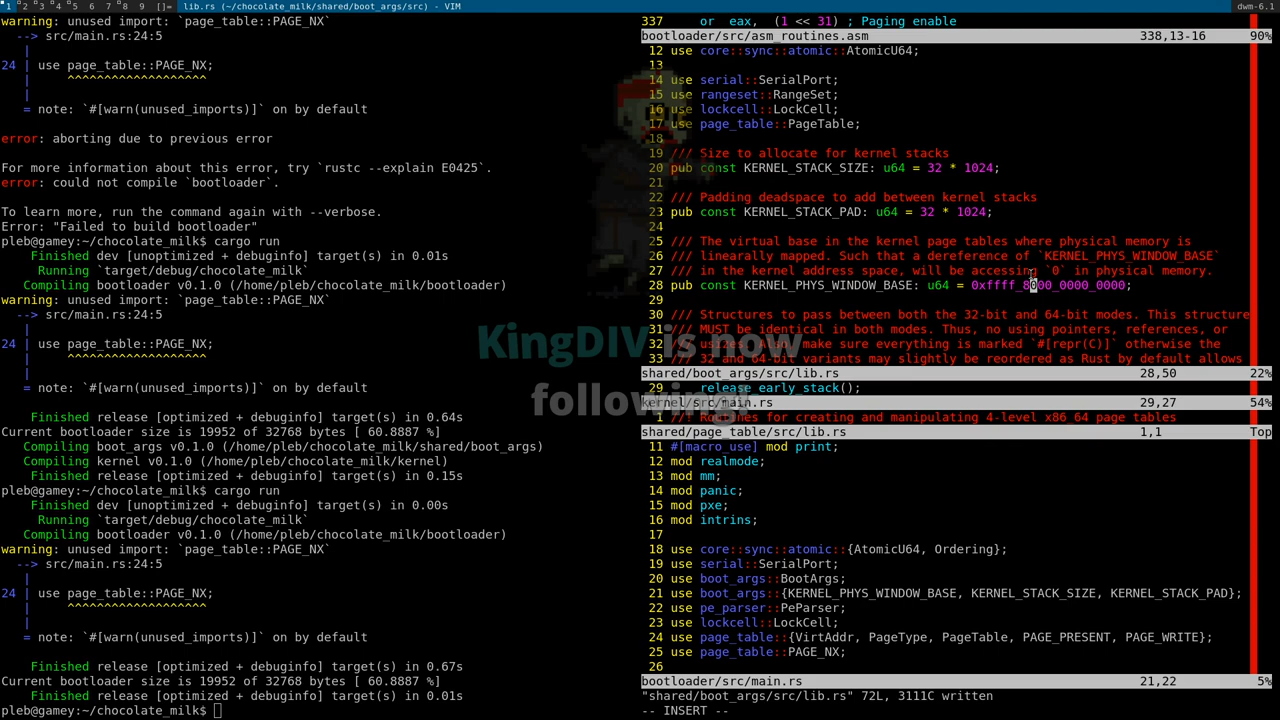 1 2 3 4 5 6 7 8 9 []= lib.rs (~/chocolate_milk/shared/boot_args/src) - VIM dwm-6.1
warning: unused import: `page_table::PAGE_NX`
--> src/main.rs:24:5
|
24 | use page_table::PAGE_NX;
| ^^^^^^^^^^^^^^^^^^^
|
= note: `#[warn(unused_imports)]` on by default
error: aborting due to previous error
For more information about this error, try `rustc --explain E0425`.
error: could not compile `bootloader`.
To learn more, run the command again with --verbose.
Error: "Failed to build bootloader"
pleb@gamey:~/chocolate_milk$ cargo run
Finished dev [unoptimized + debuginfo] target(s) in 0.01s
Running `target/debug/chocolate_milk`
Compiling bootloader v0.1.0 (/home/pleb/chocolate_milk/bootloader)
warning: unused import: `page_table::PAGE_NX`
--> src/main.rs:24:5
|
24 | use page_table::PAGE_NX;
| ^^^^^^^^^^^^^^^^^^^
|
= note: `#[warn(unused_imports)]` on by default
Finished release [optimized + debuginfo] target(s) in 0.64s
Current bootloader size is 19952 of 32768 bytes [ 60.8887 %]
Compiling boot_args v0.1.0 (/home/pleb/chocolate_milk/shared/boot_args)
Compiling kernel v0.1.0 (/home/pleb/chocolate_milk/kernel)
Finished release [optimized + debuginfo] target(s) in 0.15s
pleb@gamey:~/chocolate_milk$ cargo run
Finished dev [unoptimized + debuginfo] target(s) in 0.00s
Running `target/debug/chocolate_milk`
Compiling bootloader v0.1.0 (/home/pleb/chocolate_milk/bootloader)
warning: unused import: `page_table::PAGE_NX`
--> src/main.rs:24:5
|
24 | use page_table::PAGE_NX;
| ^^^^^^^^^^^^^^^^^^^
|
= note: `#[warn(unused_imports)]` on by default
Finished release [optimized + debuginfo] target(s) in 0.67s
Current bootloader size is 19952 of 32768 bytes [ 60.8887 %]
Finished release [optimized + debuginfo] target(s) in 0.01s
pleb@gamey:~/chocolate_milk$
337 or eax, (1 << 31) ; Paging enable
bootloader/src/asm_routines.asm 338,13-16 90%
12 use core::sync::atomic::AtomicU64;
13
14 use serial::SerialPort;
15 use rangeset::RangeSet;
16 use lockcell::LockCell;
17 use page_table::PageTable;
18
19 /// Size to allocate for kernel stacks
20 pub const KERNEL_STACK_SIZE: u64 = 32 * 1024;
21
22 /// Padding deadspace to add between kernel stacks
23 pub const KERNEL_STACK_PAD: u64 = 32 * 1024;
24
25 /// The virtual base in the kernel page tables where physical memory is
26 /// linearally mapped. Such that a dereference of `KERNEL_PHYS_WINDOW_BASE`
27 /// in the kernel address space, will be accessing `0` in physical memory.
28 pub const KERNEL_PHYS_WINDOW_BASE: u64 = 0xffff_8000_0000_0000;
29
30 /// Structures to pass between both the 32-bit and 64-bit modes. This structure
31 /// MUST be identical in both modes. Thus, no using pointers, references, or
32 /// usizes. Also, make sure everything is marked `#[repr(C)]` otherwise the
33 /// 32 and 64-bit variants may slightly be reordered as Rust by default allows
shared/boot_args/src/lib.rs 28,50 22%
29 release_early_stack();
kernel/src/main.rs 29,27 54%
1 /// Routines for creating and manipulating 4-level x86_64 page tables
shared/page_table/src/lib.rs 1,1 Top
11 #[macro_use] mod print;
12 mod realmode;
13 mod mm;
14 mod panic;
15 mod pxe;
16 mod intrins;
17
18 use core::sync::atomic::{AtomicU64, Ordering};
19 use serial::SerialPort;
20 use boot_args::BootArgs;
21 use boot_args::{KERNEL_PHYS_WINDOW_BASE, KERNEL_STACK_SIZE, KERNEL_STACK_PAD};
22 use pe_parser::PeParser;
23 use lockcell::LockCell;
24 use page_table::{VirtAddr, PageType, PageTable, PAGE_PRESENT, PAGE_WRITE};
25 use page_table::PAGE_NX;
26
bootloader/src/main.rs 21,22 5%
"shared/boot_args/src/lib.rs" 72L, 3111C written
-- INSERT --
KingDIV is now
following!